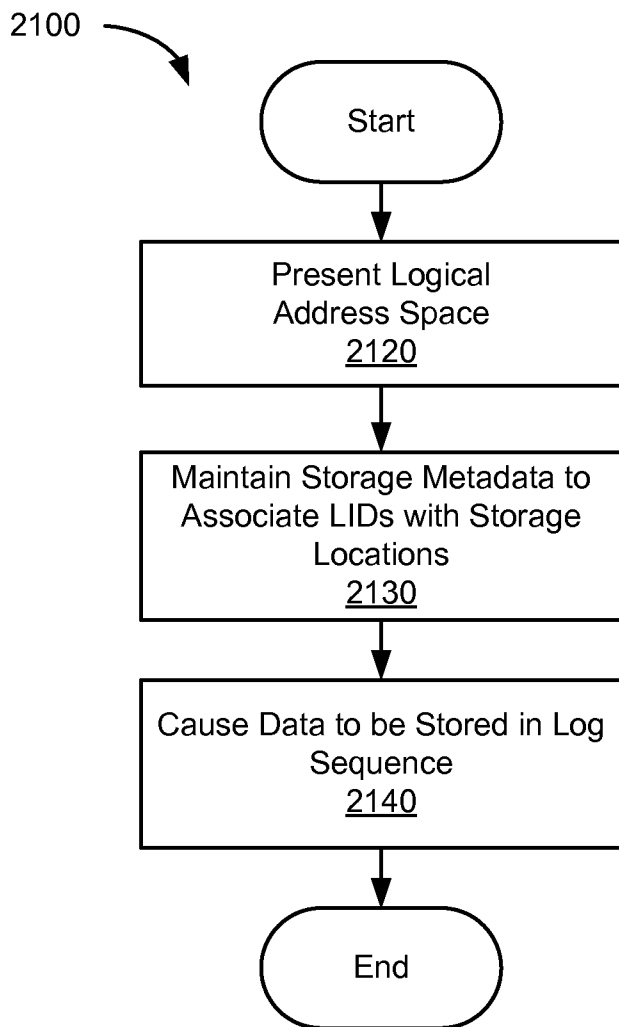 2100
Start
Present Logical
Address Space
2120
Maintain Storage Metadata to
Associate LIDs with Storage
Locations
2130
Cause Data to be Stored in Log
Sequence
2140
End